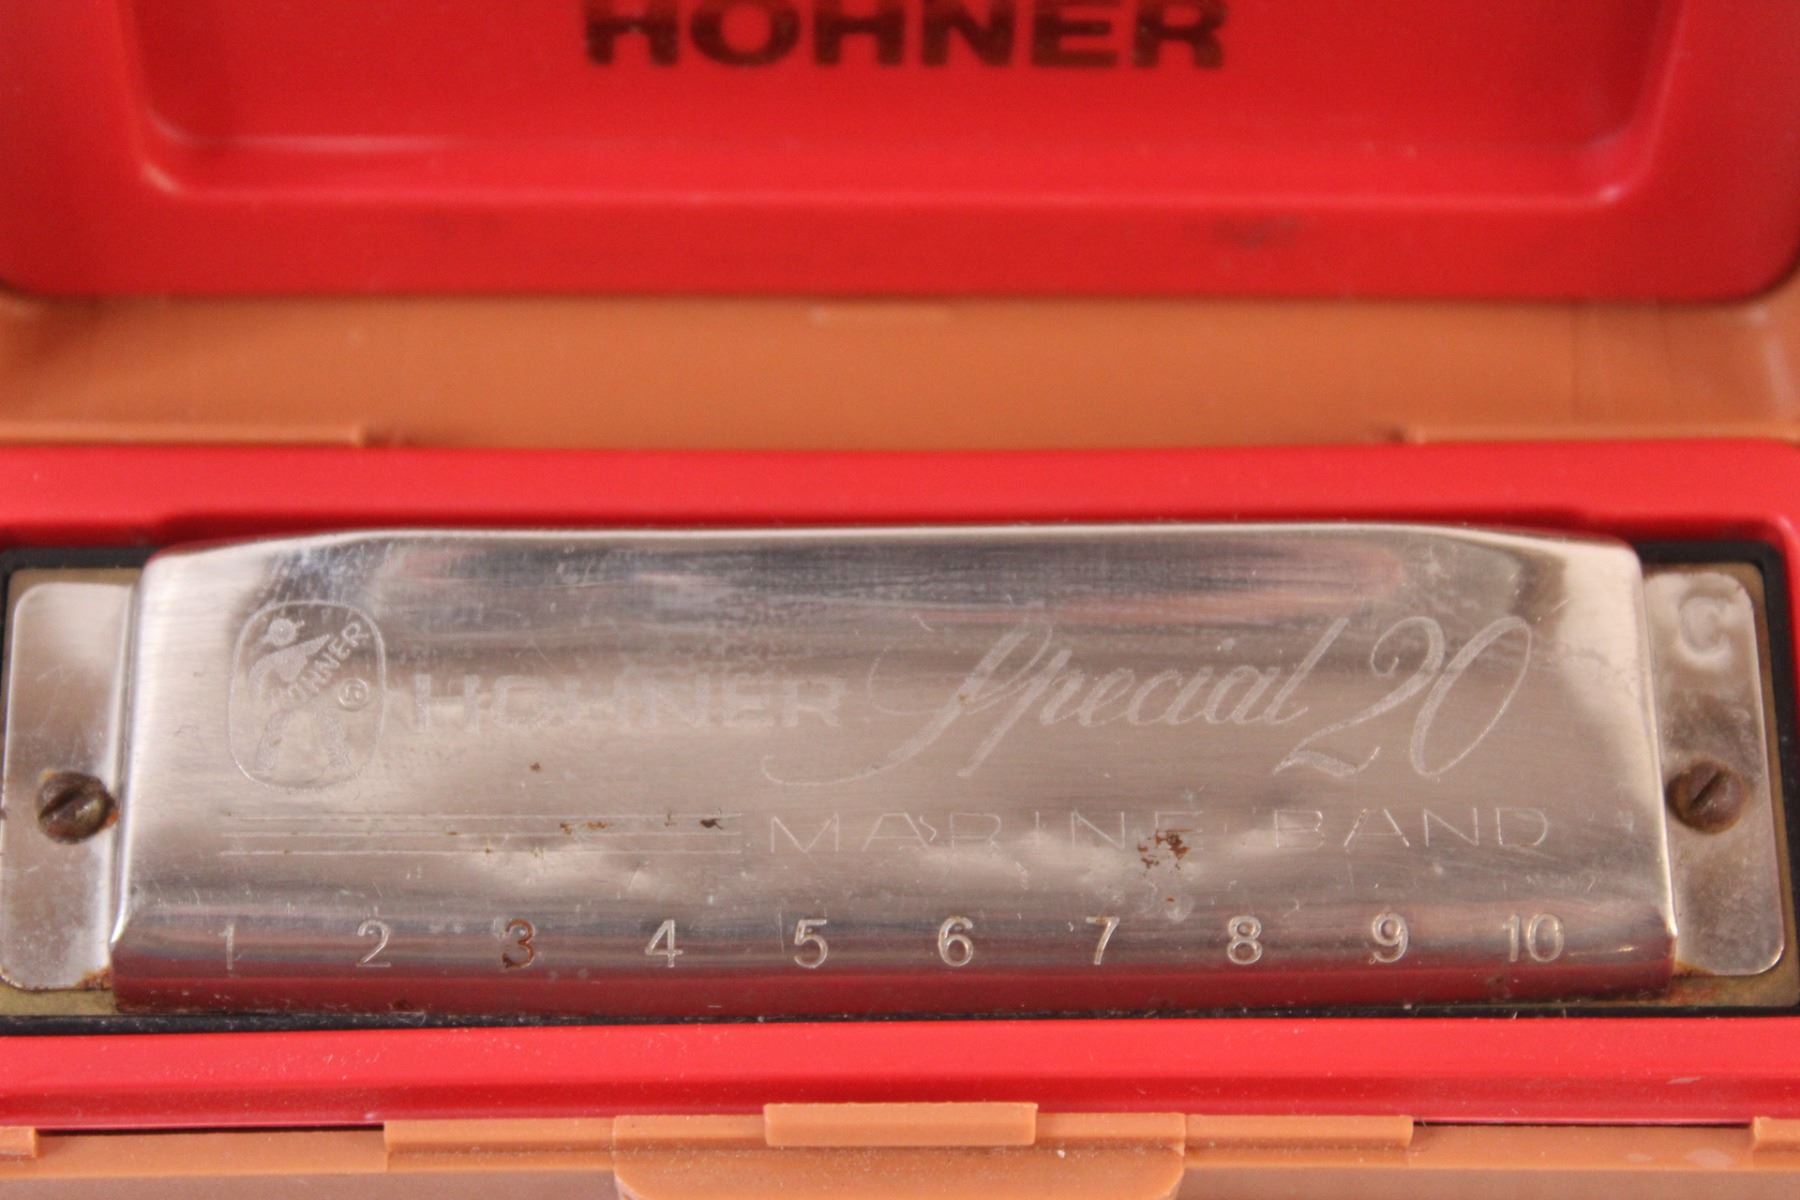 HOHNER
C
HOHNER
HOHNER Special 20
MARINE BAND
1 2 3 4 5 6 7 8 9 10